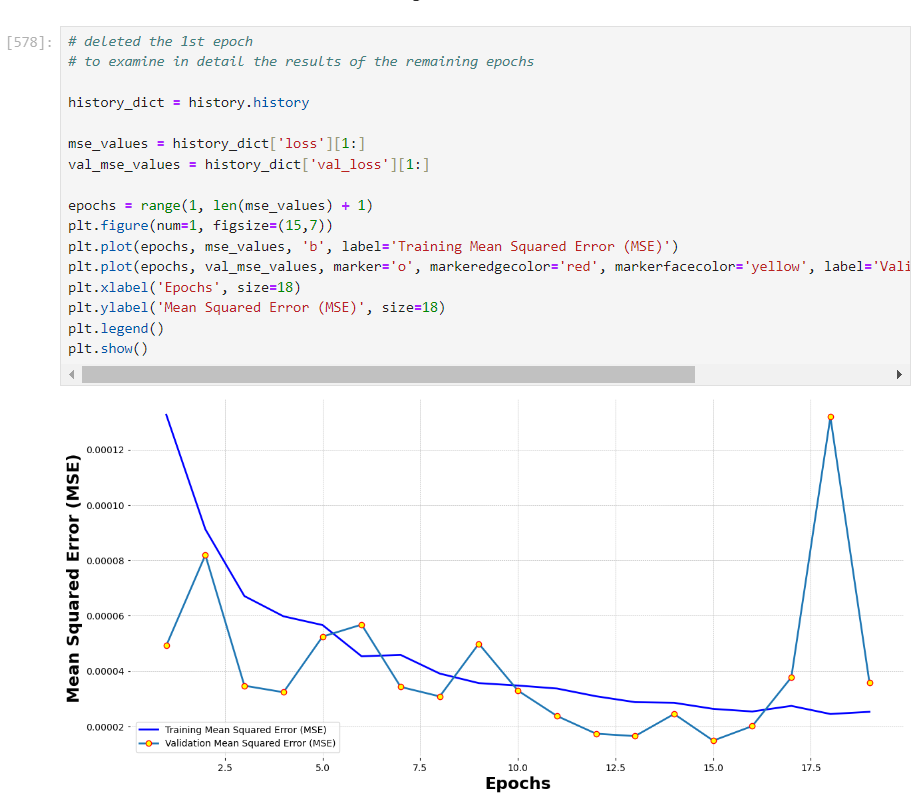 [578]: # deleted the 1st epoch
# to examine in detail the results of the remaining epochs
history_dict = history.history
mse_values = history_dict['loss'][1:]
val_mse_values = history_dict['val_loss'][1:]
epochs = range(1, len(mse_values) + 1)
plt.figure(num=1, figsize=(15,7))
plt.plot(epochs, mse_values, 'b', label='Training Mean Squared Error (MSE)')
plt.plot(epochs, val_mse_values, marker='o', markeredgecolor='red', markerfacecolor='yellow', label='Vali
plt.xlabel('Epochs', size=18)
plt.ylabel('Mean Squared Error (MSE)', size=18)
plt.legend()
plt.show()
Mean Squared Error (MSE)
0.00012
0.00010
0.00008
0.00006
0.00004
0.00002
Training Mean Squared Error (MSE)
Validation Mean Squared Error (MSE)
2.5 5.0 7.5 10.0 12.5 15.0 17.5
Epochs